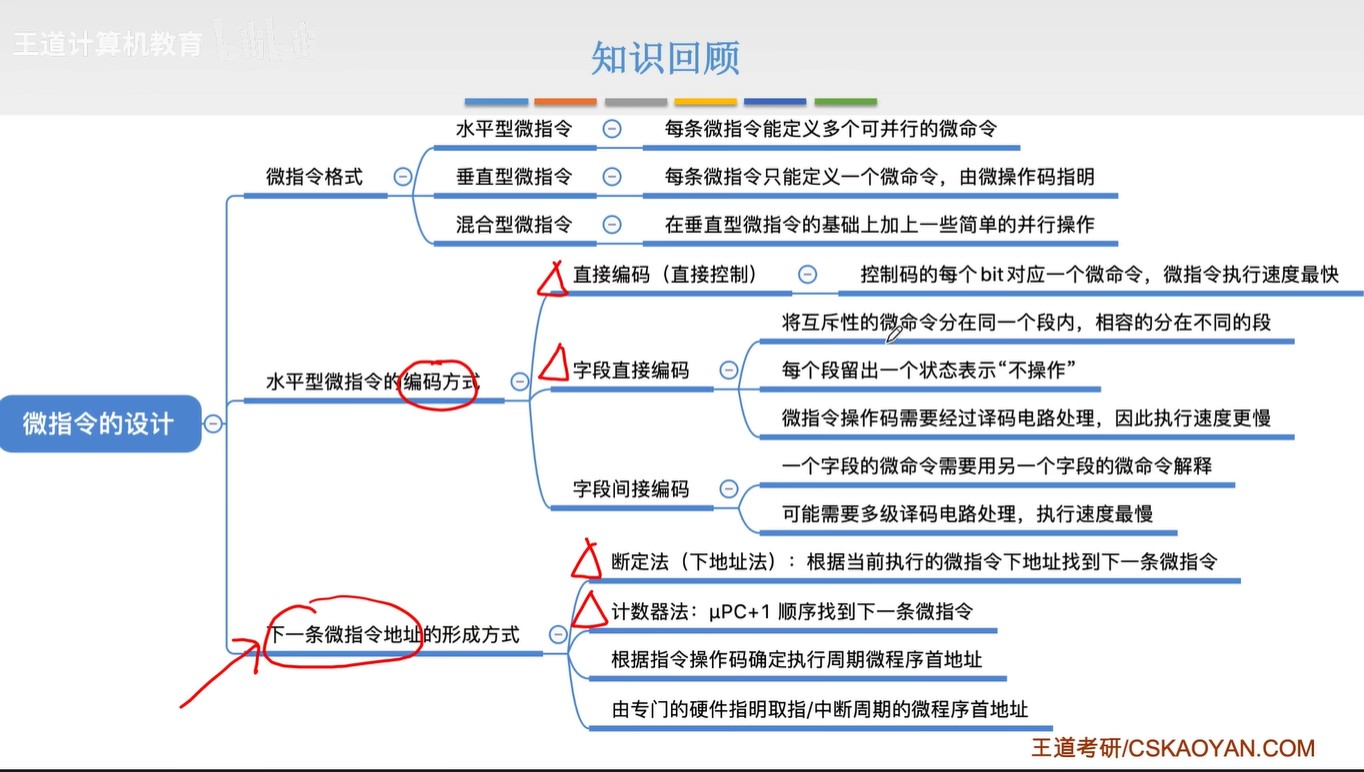 王道计算机教育 bilibili
知识回顾
微指令的设计
微指令格式
水平型微指令
每条微指令能定义多个可并行的微命令
垂直型微指令
每条微指令只能定义一个微命令，由微操作码指明
混合型微指令
在垂直型微指令的基础上加上一些简单的并行操作
水平型微指令的编码方式
直接编码（直接控制）
控制码的每个bit对应一个微命令，微指令执行速度最快
字段直接编码
将互斥性的微命令分在同一个段内，相容的分在不同的段
每个段留出一个状态表示“不操作”
微指令操作码需要经过译码电路处理，因此执行速度更慢
字段间接编码
一个字段的微命令需要用另一个字段的微命令解释
可能需要多级译码电路处理，执行速度最慢
下一条微指令地址的形成方式
断定法（下地址法）：根据当前执行的微指令下地址找到下一条微指令
计数器法：μPC+1 顺序找到下一条微指令
根据指令操作码确定执行周期微程序首地址
由专门的硬件指明取指/中断周期的微程序首地址
王道考研/CSKAOYAN.COM